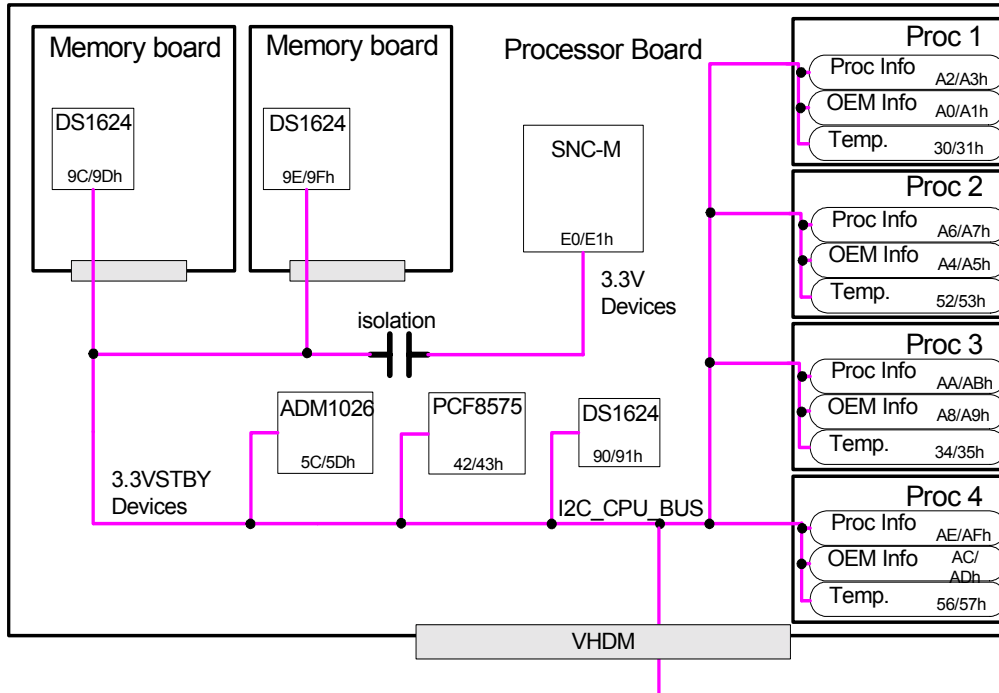 Memory board
DS1624
9C/9Dh
Memory board
DS1624
9E/9Fh
Processor Board
SNC-M
E0/E1h
3.3V
Devices
isolation
ADM1026
5C/5Dh
PCF8575
42/43h
DS1624
90/91h
3.3VSTBY
Devices
I2C_CPU_BUS
VHDM
Proc 1
Proc Info A2/A3h
OEM Info A0/A1h
Temp. 30/31h
Proc 2
Proc Info A6/A7h
OEM Info A4/A5h
Temp. 52/53h
Proc 3
Proc Info AA/ABh
OEM Info A8/A9h
Temp. 34/35h
Proc 4
Proc Info AE/AFh
OEM Info AC/
ADh
Temp. 56/57h